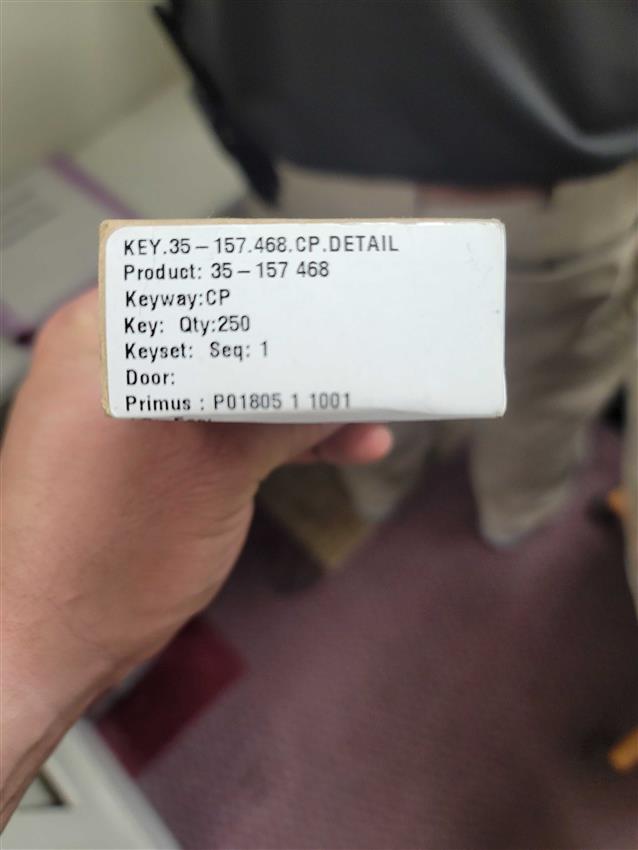 KEY.35-157.468.CP.DETAIL
Product: 35-157 468
Keyway:CP
Key: Qty:250
Keyset: Seq: 1
Door:
Primus : P01805 1 1001